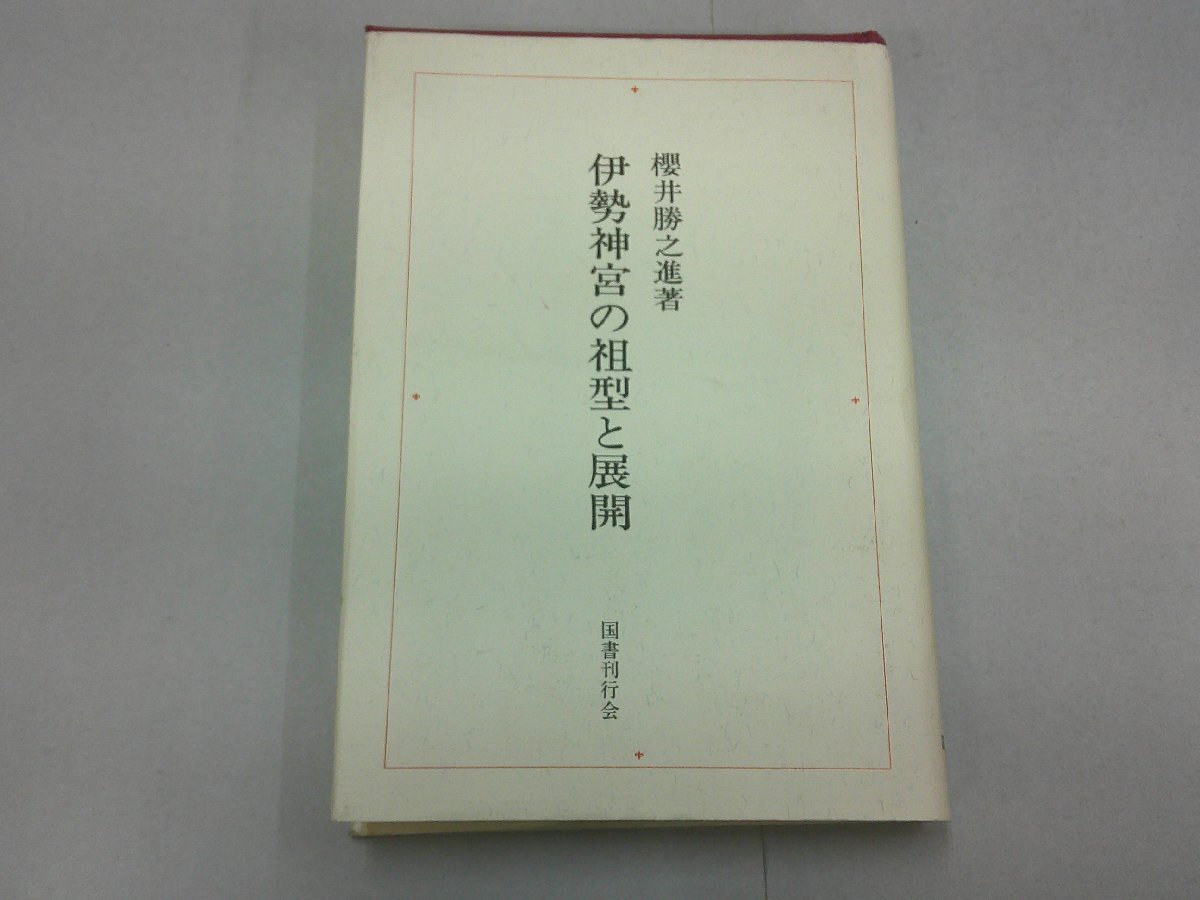 櫻井勝之進著
伊勢神宮の祖型と展開
国書刊行会